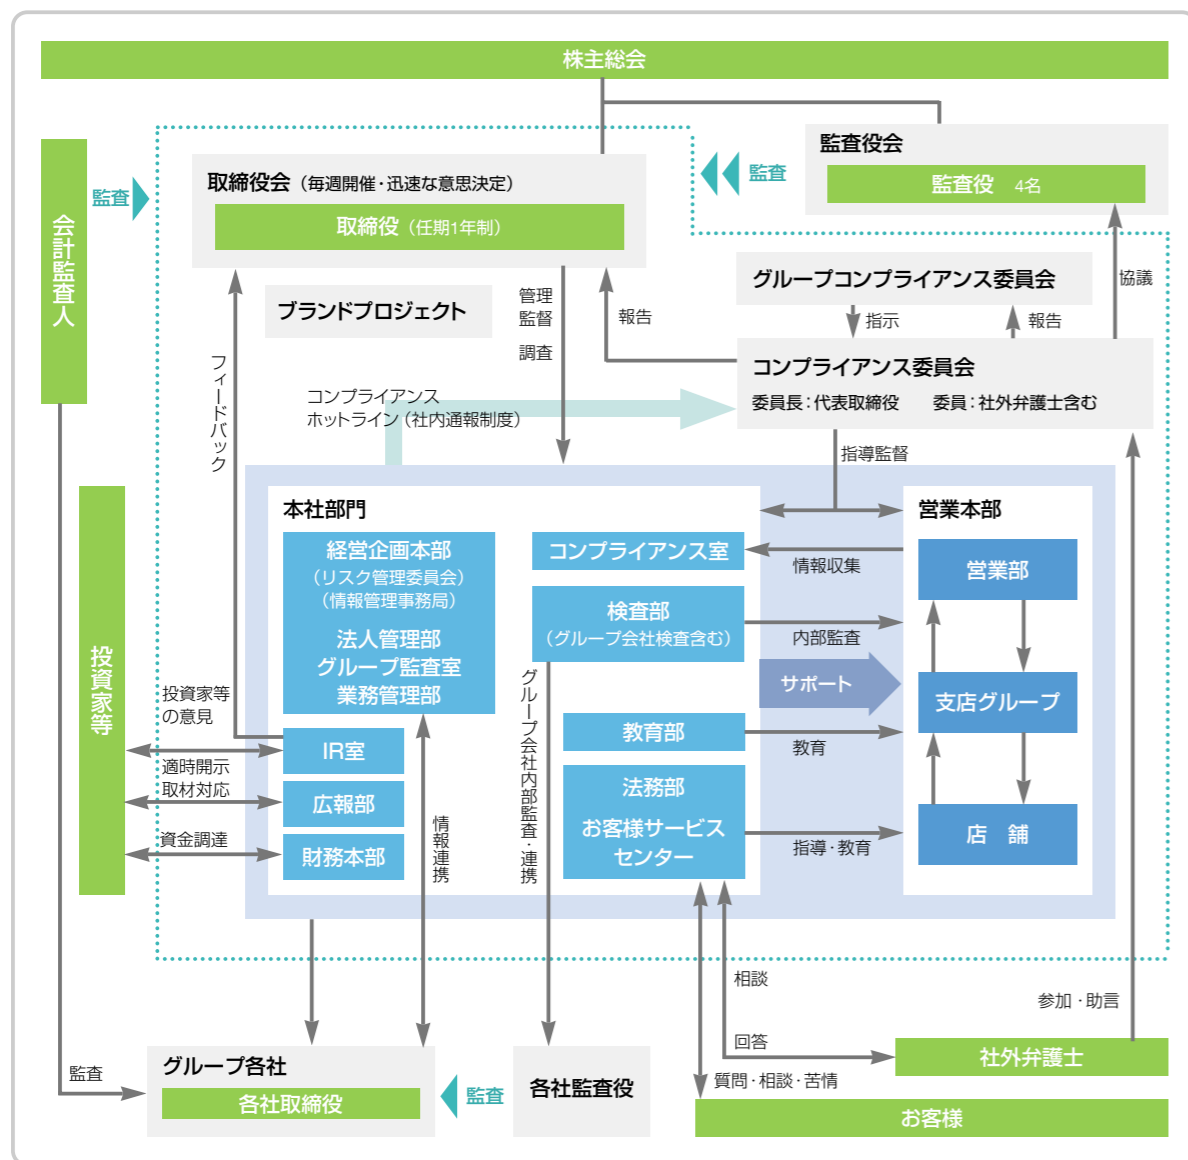 株主総会
監査役会
監査役 4名
監査
取締役会（毎週開催・迅速な意思決定）
取締役（任期1年制）
監査
会計監査人
ブランドプロジェクト
管理
監督
調査
報告
グループコンプライアンス委員会
指示
報告
協議
コンプライアンス委員会
委員長：代表取締役 委員：社外弁護士含む
フィードバック
コンプライアンス
ホットライン（社内通報制度）
指導監督
本社部門
経営企画本部
（リスク管理委員会）
（情報管理事務局）
法人管理部
グループ監査室
業務管理部
コンプライアンス室
検査部
（グループ会社検査含む）
情報収集
内部監査
サポート
営業本部
営業部
支店グループ
店 舗
投資家等
投資家等
の意見
IR室
適時開示
取材対応
広報部
資金調達
財務本部
情報連携
グループ会社内部監査・連携
教育部
教育
法務部
お客様サービス
センター
指導・教育
相談
回答
質問・相談・苦情
参加・助言
社外弁護士
お客様
監査
グループ各社
各社取締役
監査
各社監査役